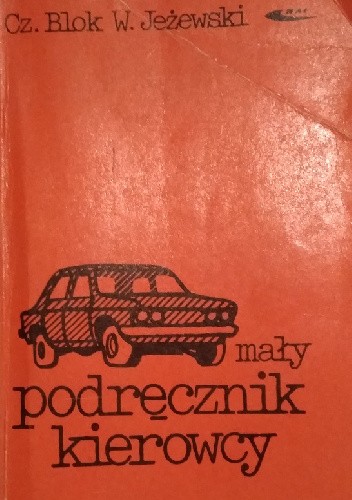 Cz. Blok W. Jeżewski
mały
podręcznik
kierowcy